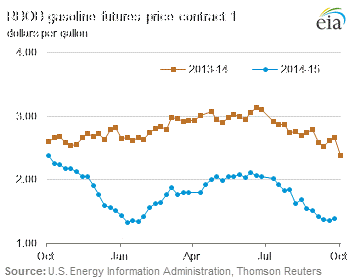 RBOB gasoline futures price contract 1
dollars per gallon
eia
4.00
2013-14
2014-15
3.00
2.00
1.00
Oct Jan Apr Jul Oct
Source: U.S. Energy Information Administration, Thomson Reuters